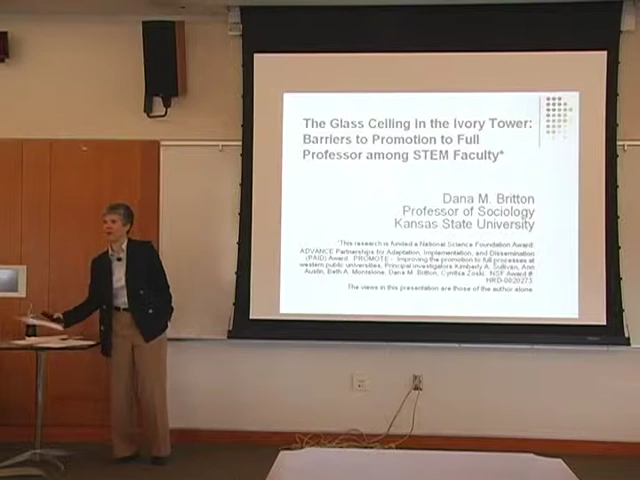 The Glass Ceiling in the Ivory Tower:
Barriers to Promotion to Full
Professor among STEM Faculty*
Dana M. Britton
Professor of Sociology
Kansas State University
*This research is funded a National Science Foundation Award:
ADVANCE Partnerships for Adaptation, Implementation, and Dissemination
(PAID) Award. PROMOTE - Improving the promotion to full processes at
western public universities, Principal investigators Kimberly A. Sullivan, Ann
Austin, Beth A. Montelone, Dana M. Britton, Cyntha Zoski. NSF Award #
HRD-0820273
The views in this presentation are those of the author alone